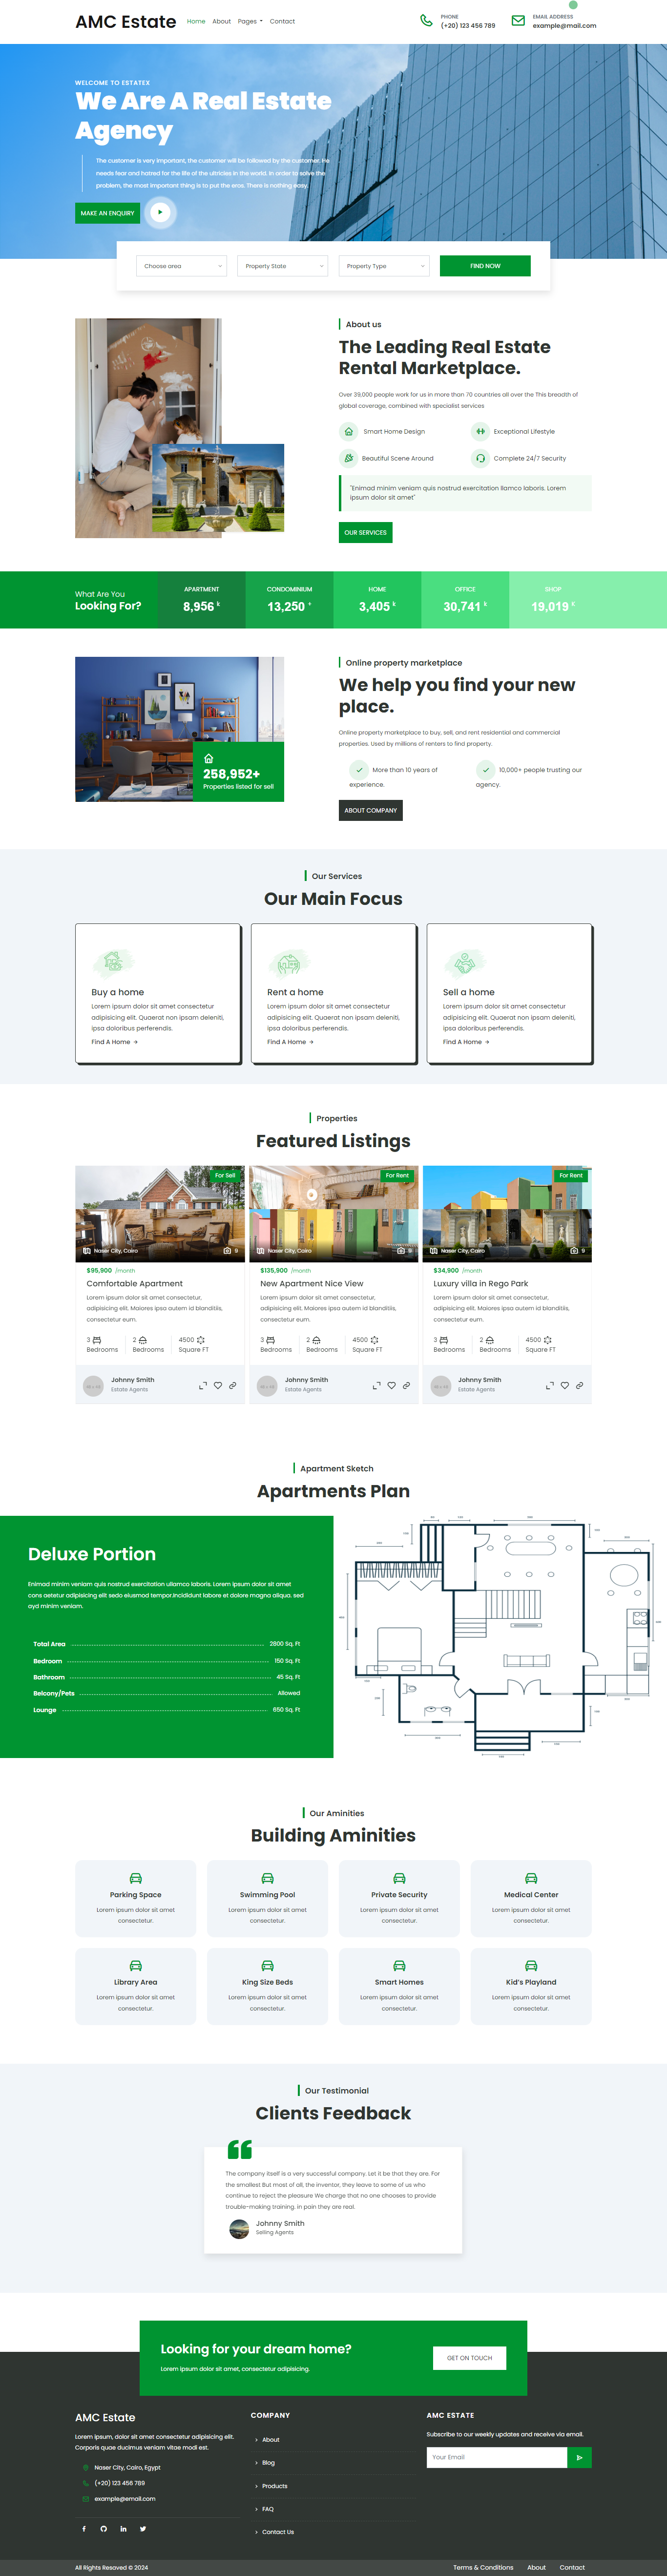 AMC Estate
Home
About
Pages
Contact
PHONE
(+20) 123 456 789
EMAIL ADDRESS
example@mail.com
WELCOME TO ESTATEX
We Are A Real Estate
Agency
The customer is very important, the customer will be followed by the customer. He
needs fear and hatred for the life of the ultricies in the world. In order to solve the
problem, the most important thing is to put the eros. There is nothing easy.
MAKE AN ENQUIRY
Choose area
Property State
Property Type
FIND NOW
About us
The Leading Real Estate
Rental Marketplace.
Over 39,000 people work for us in more than 70 countries all over the This breadth of
global coverage, combined with specialist services
Smart Home Design
Exceptional Lifestyle
Beautiful Scene Around
Complete 24/7 Security
"Enimad minim veniam quis nostrud exercitation llamco laboris. Lorem
ipsum dolor sit amet"
OUR SERVICES
What Are You
Looking For?
APARTMENT
8,956 k
CONDOMINIUM
13,250 +
HOME
3,405 k
OFFICE
30,741 k
SHOP
19,019 K
258,952+
Properties listed for sell
Online property marketplace
We help you find your new
place.
Online property marketplace to buy, sell, and rent residential and commercial
properties. Used by millions of renters to find property.
More than 10 years of
experience.
10,000+ people trusting our
agency.
ABOUT COMPANY
Our Services
Our Main Focus
Buy a home
Lorem ipsum dolor sit amet consectetur
adipisicing elit. Quaerat non ipsam deleniti,
ipsa doloribus perferendis.
Find A Home
Rent a home
Lorem ipsum dolor sit amet consectetur
adipisicing elit. Quaerat non ipsam deleniti,
ipsa doloribus perferendis.
Find A Home
Sell a home
Lorem ipsum dolor sit amet consectetur
adipisicing elit. Quaerat non ipsam deleniti,
ipsa doloribus perferendis.
Find A Home
Properties
Featured Listings
For Sell
Naser City, Cairo
9
$95,900 /month
Comfortable Apartment
Lorem ipsum dolor sit amet consectetur,
adipisicing elit. Maiores ipsa autem id blanditiis,
consectetur eum.
3
Bedrooms
2
Bedrooms
4500
Square FT
Johnny Smith
Estate Agents
For Rent
Naser City, Cairo
9
$135,900 /month
New Apartment Nice View
Lorem ipsum dolor sit amet consectetur,
adipisicing elit. Maiores ipsa autem id blanditiis,
consectetur eum.
3
Bedrooms
2
Bedrooms
4500
Square FT
Johnny Smith
Estate Agents
For Rent
Naser City, Cairo
9
$34,900 /month
Luxury villa in Rego Park
Lorem ipsum dolor sit amet consectetur,
adipisicing elit. Maiores ipsa autem id blanditiis,
consectetur eum.
3
Bedrooms
2
Bedrooms
4500
Square FT
Johnny Smith
Estate Agents
Apartment Sketch
Apartments Plan
Deluxe Portion
Enimad minim veniam quis nostrud exercitation ullamco laboris. Lorem ipsum dolor sit amet
cons aetetur adipisicing elit sedo eiusmod tempor.Incididunt labore et dolore magna aliqua. sed
ayd minim veniam.
Total Area 2800 Sq. Ft
Bedroom 150 Sq. Ft
Bathroom 45 Sq. Ft
Belcony/Pets Allowed
Lounge 650 Sq. Ft
Our Aminities
Building Aminities
Parking Space
Lorem ipsum dolor sit amet
consectetur.
Swimming Pool
Lorem ipsum dolor sit amet
consectetur.
Private Security
Lorem ipsum dolor sit amet
consectetur.
Medical Center
Lorem ipsum dolor sit amet
consectetur.
Library Area
Lorem ipsum dolor sit amet
consectetur.
King Size Beds
Lorem ipsum dolor sit amet
consectetur.
Smart Homes
Lorem ipsum dolor sit amet
consectetur.
Kid's Playland
Lorem ipsum dolor sit amet
consectetur.
Our Testimonial
Clients Feedback
The company itself is a very successful company. Let it be that they are. For
the smallest But most of all, the inventor, they leave to some of us who
continue to reject the pleasure We charge that no one chooses to provide
trouble-making training. in pain they are real.
Johnny Smith
Selling Agents
Looking for your dream home?
Lorem ipsum dolor sit amet, consectetur adipisicing.
GET ON TOUCH
AMC Estate
Lorem ipsum, dolor sit amet consectetur adipisicing elit.
Corporis quae ducimus veniam vitae modi est.
Naser City, Cairo, Egypt
(+20) 123 456 789
example@email.com
COMPANY
About
Blog
Products
FAQ
Contact Us
AMC ESTATE
Subscribe to our weekly updates and receive via email.
Your Email
All Rights Resaved © 2024
Terms & Conditions
About
Contact